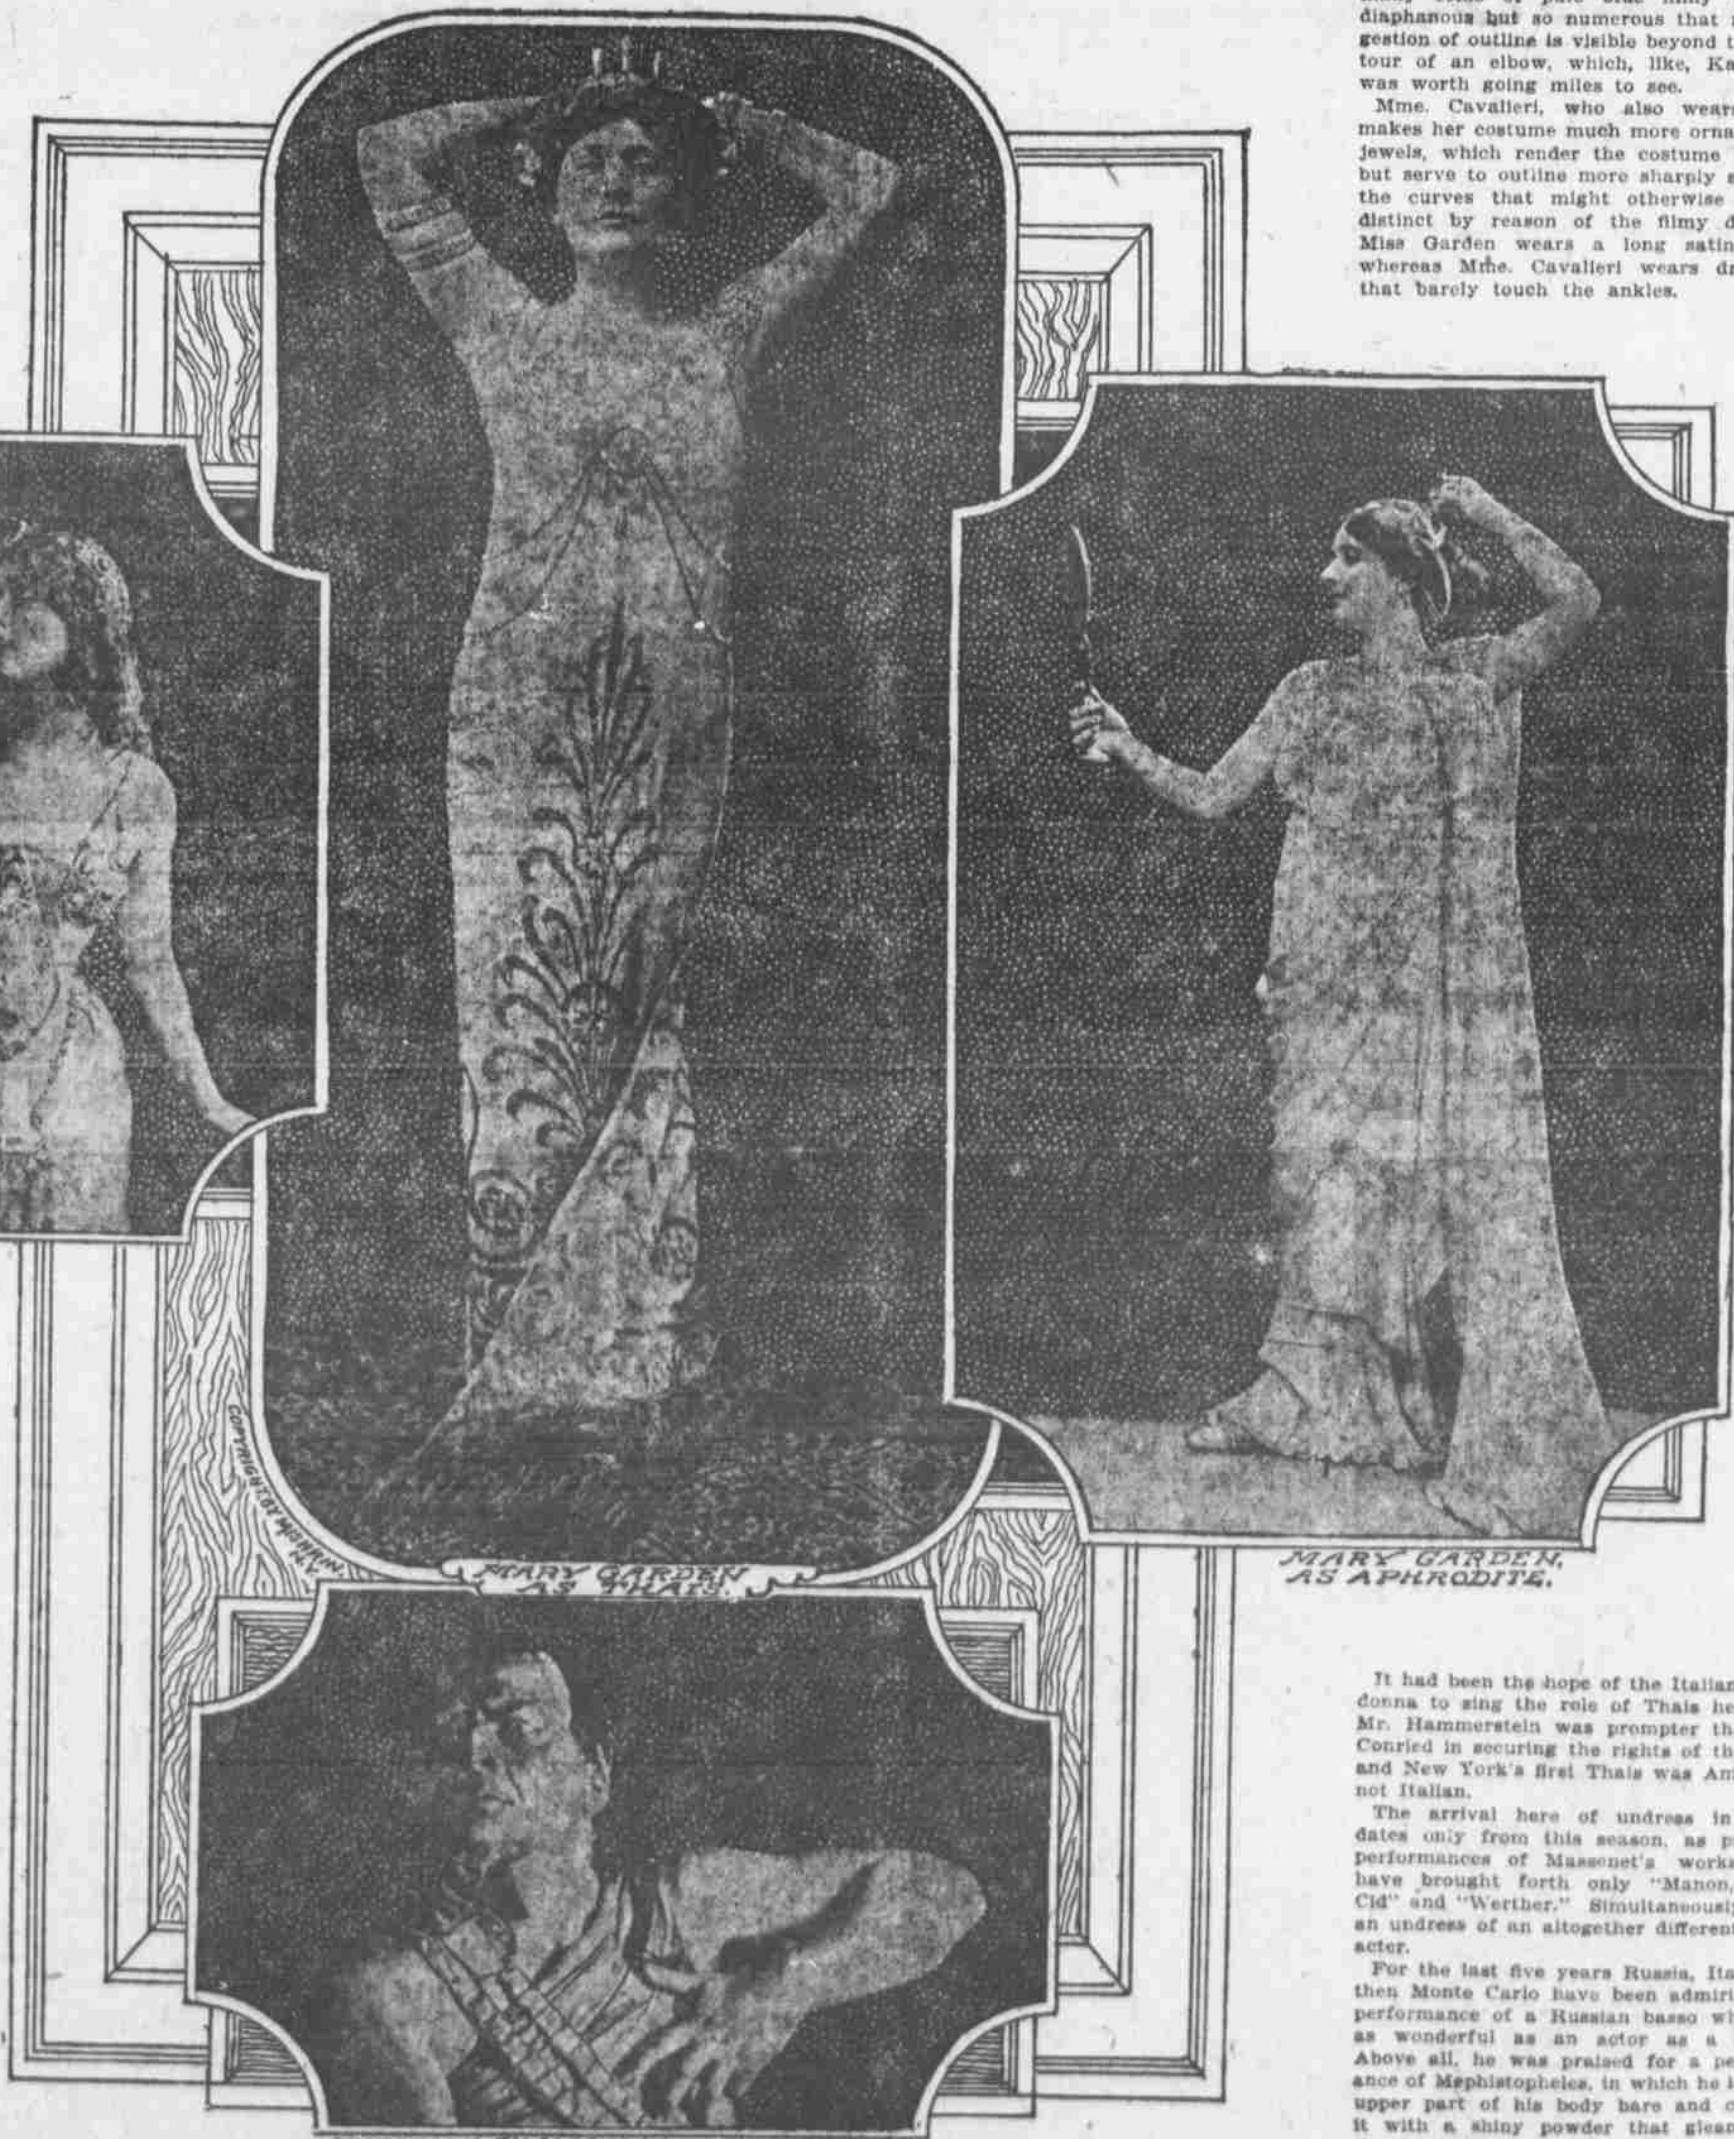 diaphanous but so numerous that
gestion of outline is visible beyond t
tour of an elbow, which, like, Ka
was worth going miles to see.
Mme. Cavalieri, who also wear
makes her costume much more orna
jewels, which render the costume
but serve to outline more sharply
the curves that might otherwise
distinct by reason of the filmy d
Miss Garden wears a long satin
whereas Mme. Cavalieri wears dr
that barely touch the ankles.
COPYRIGHT BY MISHKIN, N.Y.
MARY GARDEN
AS THAIS.
MARY GARDEN,
AS APHRODITE.
It had been the hope of the Italian
donna to sing the role of Thais he
Mr. Hammerstein was prompter th
Conried in securing the rights of th
and New York's first Thais was Am
not Italian.
The arrival here of undress in
dates only from this season, as p
performances of Massenet's works
have brought forth only "Manon,
Cid" and "Werther." Simultaneously
an undress of an altogether different
acter.
For the last five years Russia, Ita
then Monte Carlo have been admiri
performance of a Russian basso wh
as wonderful as an actor as a
Above all, he was praised for a pe
ance of Mephistopheles, in which he l
upper part of his body bare and c
it with a shiny powder that gleam